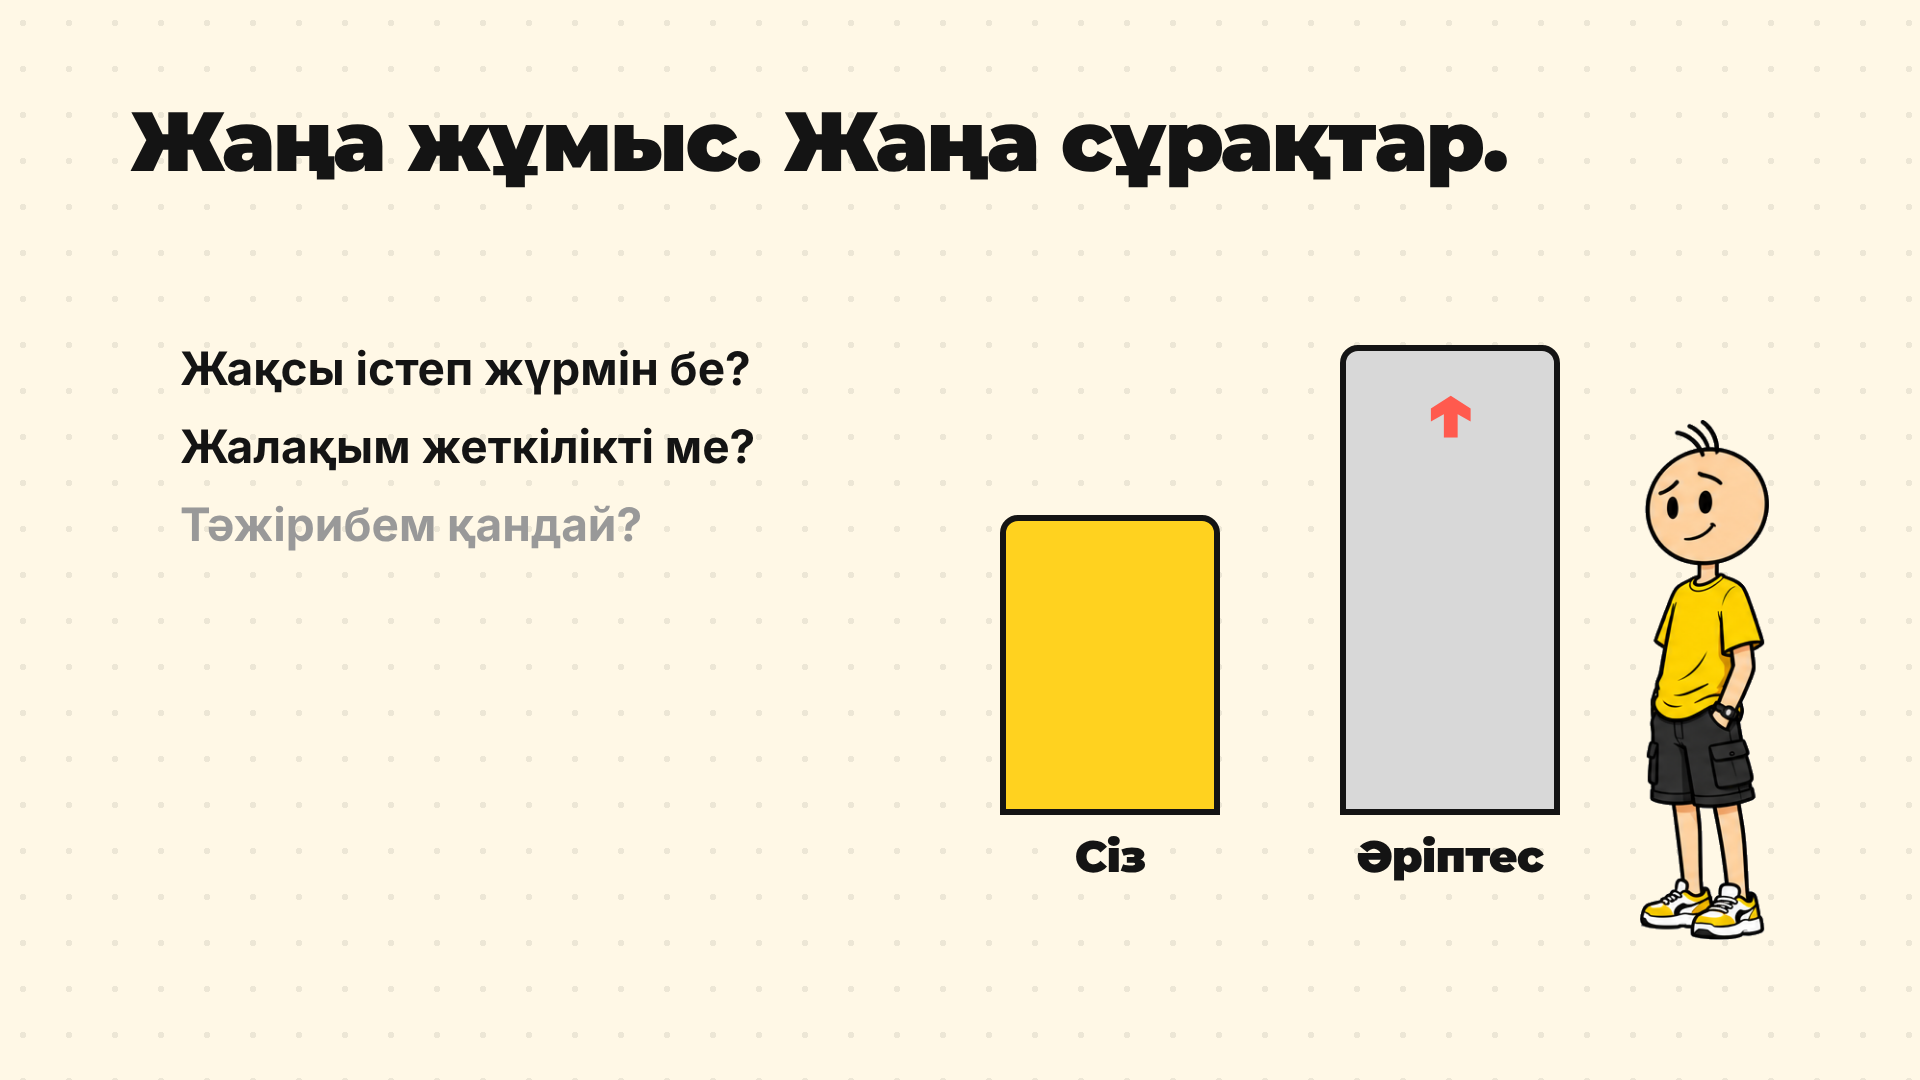 Жаңа жұмыс. Жаңа сұрақтар.
Жақсы істеп жүрмін бе?
Жалақым жеткілікті ме?
Тәжірибем қандай?
Сіз
Әріптес